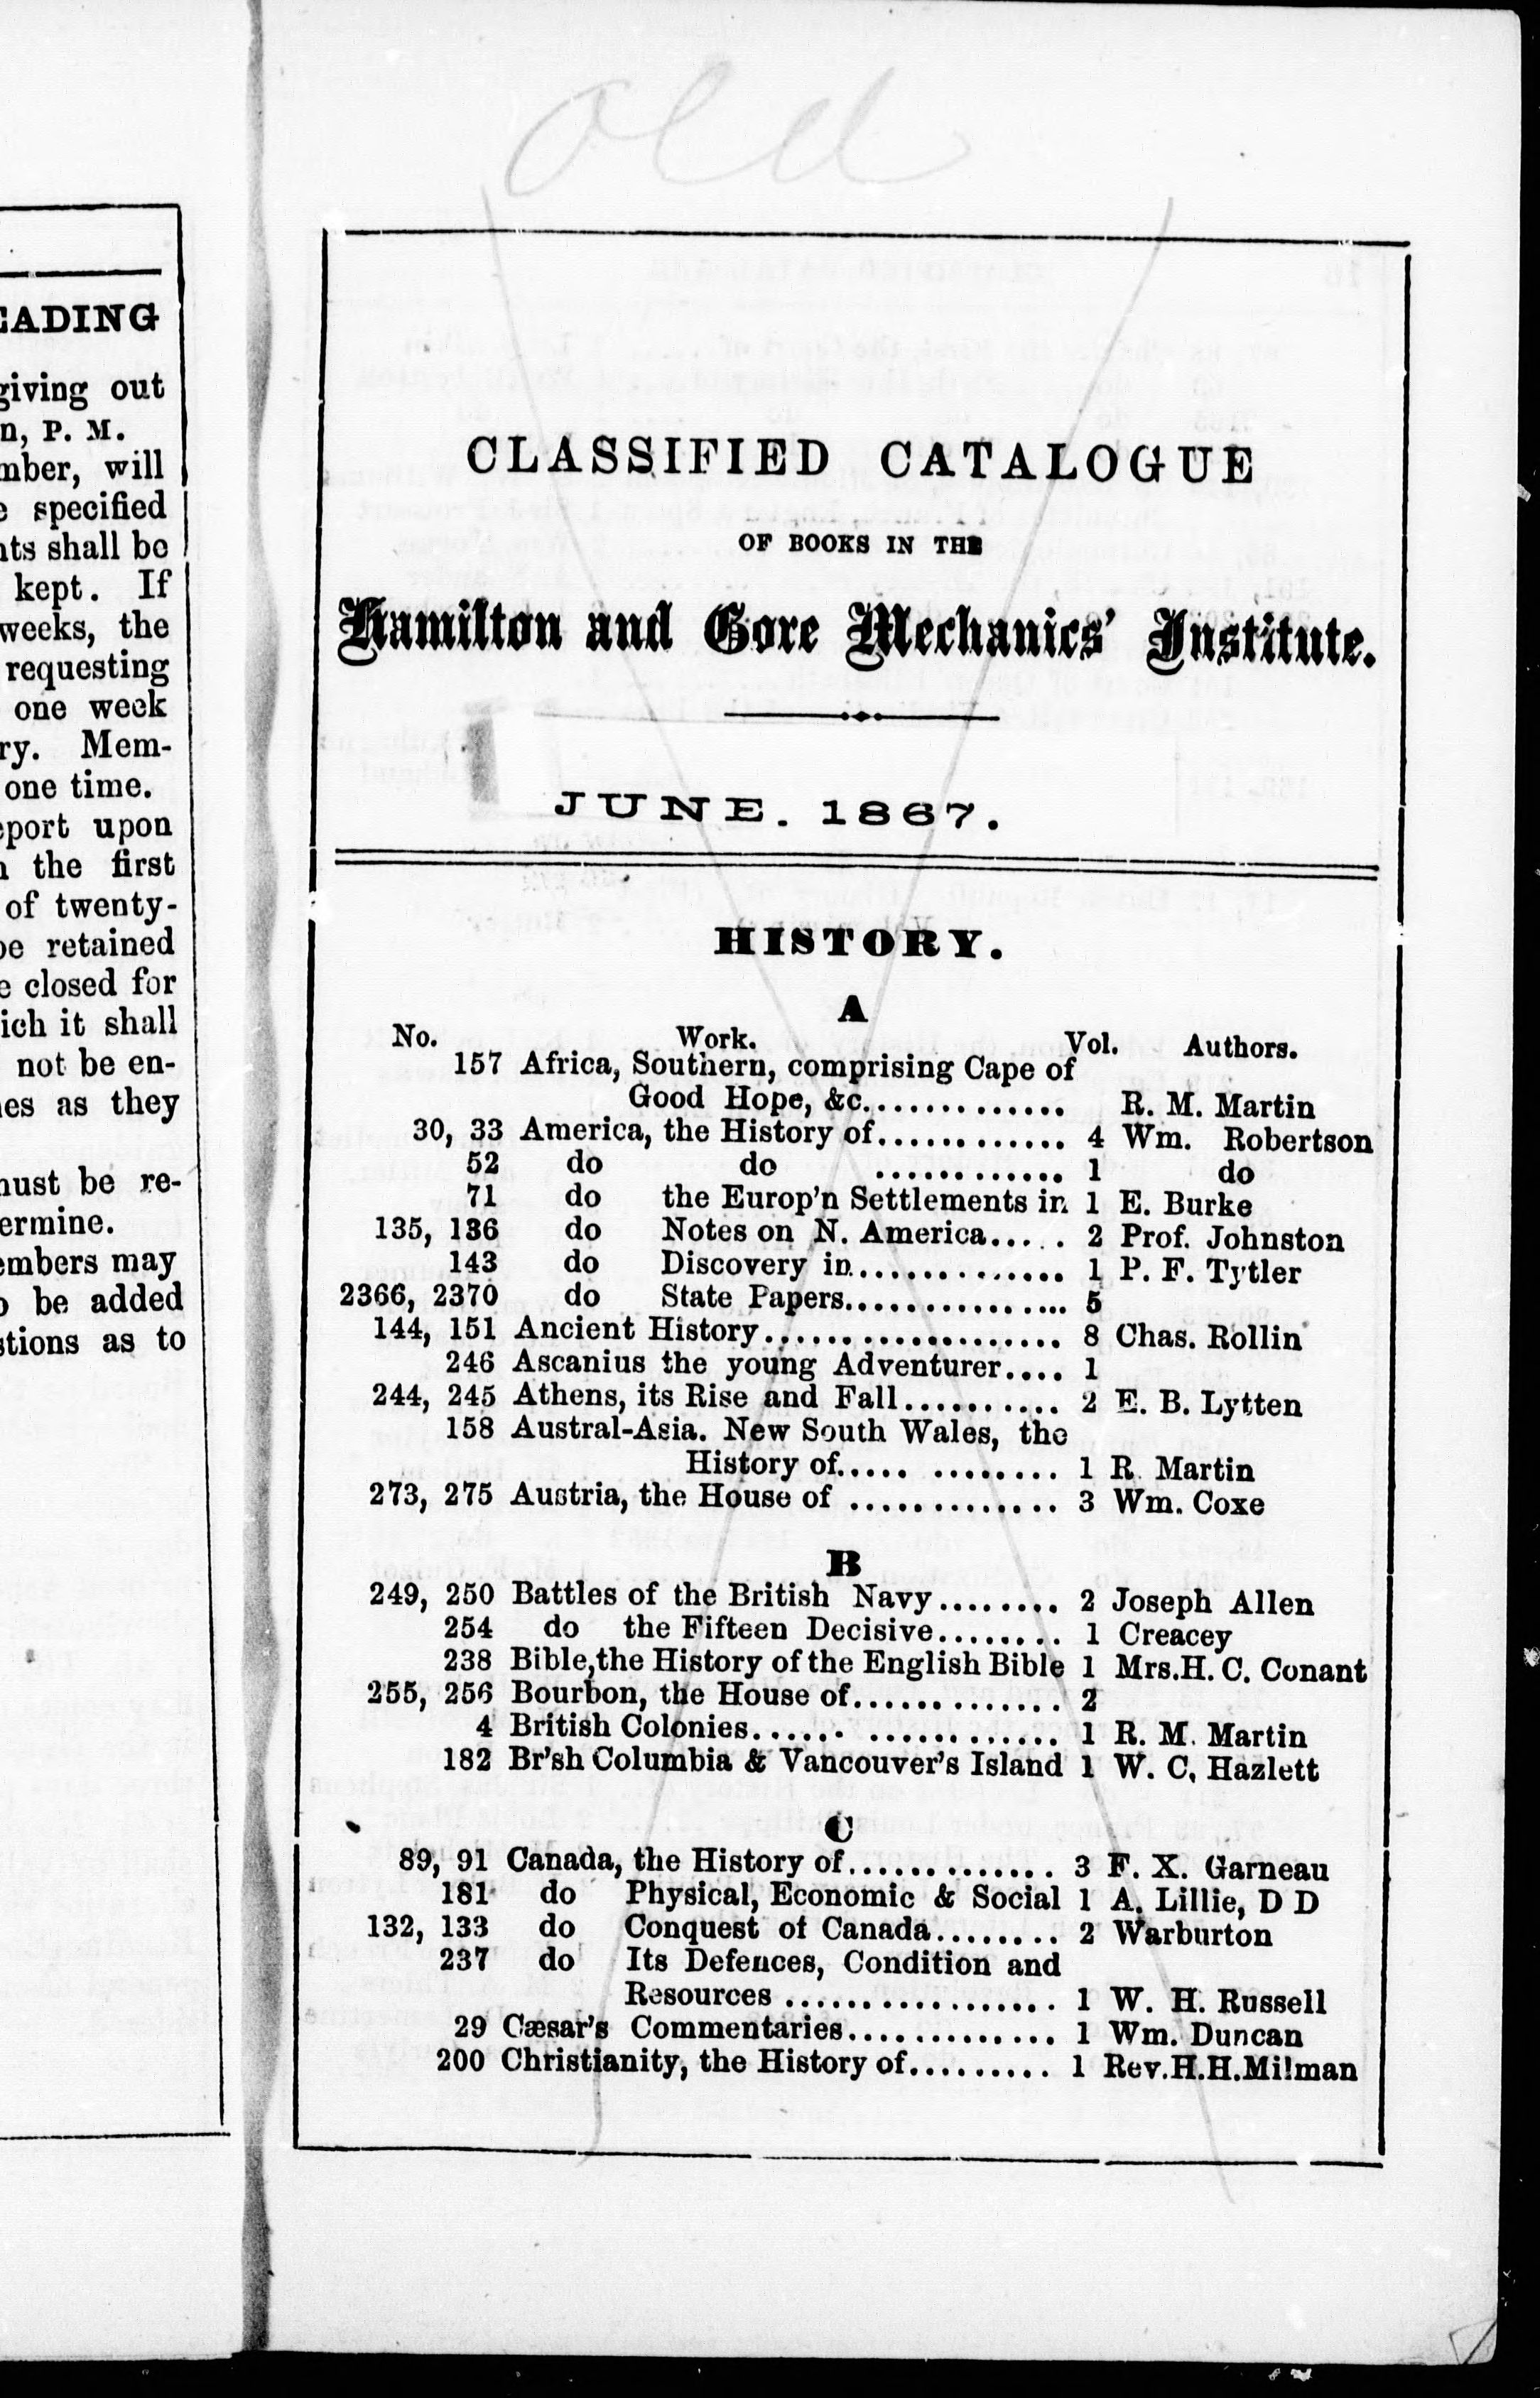 EADING
giving out
n, P. M.
mber, will
specified
nts shall be
kept. If
weeks, the
requesting
one week
ry. Mem-
one time.
eport upon
the first
of twenty-
be retained
e closed for
ich it shall
not be en-
es as they
must be re-
ermine.
embers may
be added
stions as to
old
CLASSIFIED CATALOGUE
OF BOOKS IN THE
Hamilton and Gore Mechanics' Institute.
JUNE. 1867.
HISTORY.
A
No. Work. Vol. Authors.
157 Africa, Southern, comprising Cape of
Good Hope, &c............. R. M. Martin
30, 33 America, the History of............ 4 Wm. Robertson
52 do do ............ 1 do
71 do the Europ'n Settlements in 1 E. Burke
135, 136 do Notes on N. America..... 2 Prof. Johnston
143 do Discovery in.............. 1 P. F. Tytler
2366, 2370 do State Papers............... 5
144, 151 Ancient History................... 8 Chas. Rollin
246 Ascanius the young Adventurer.... 1
244, 245 Athens, its Rise and Fall.......... 2 E. B. Lytten
158 Austral-Asia. New South Wales, the
History of..... ........ 1 R. Martin
273, 275 Austria, the House of ............. 3 Wm. Coxe
B
249, 250 Battles of the British Navy........ 2 Joseph Allen
254 do the Fifteen Decisive........ 1 Creacey
238 Bible,the History of the English Bible 1 Mrs.H. C. Conant
255, 256 Bourbon, the House of............. 2
4 British Colonies...... ............ 1 R. M. Martin
182 Br'sh Columbia & Vancouver's Island 1 W. C, Hazlett
C
89, 91 Canada, the History of............. 3 F. X. Garneau
181 do Physical, Economic & Social 1 A. Lillie, D D
132, 133 do Conquest of Canada........ 2 Warburton
237 do Its Defences, Condition and
Resources ................. 1 W. H. Russell
29 Cæsar's Commentaries............. 1 Wm. Duncan
200 Christianity, the History of......... 1 Rev.H.H.Milman